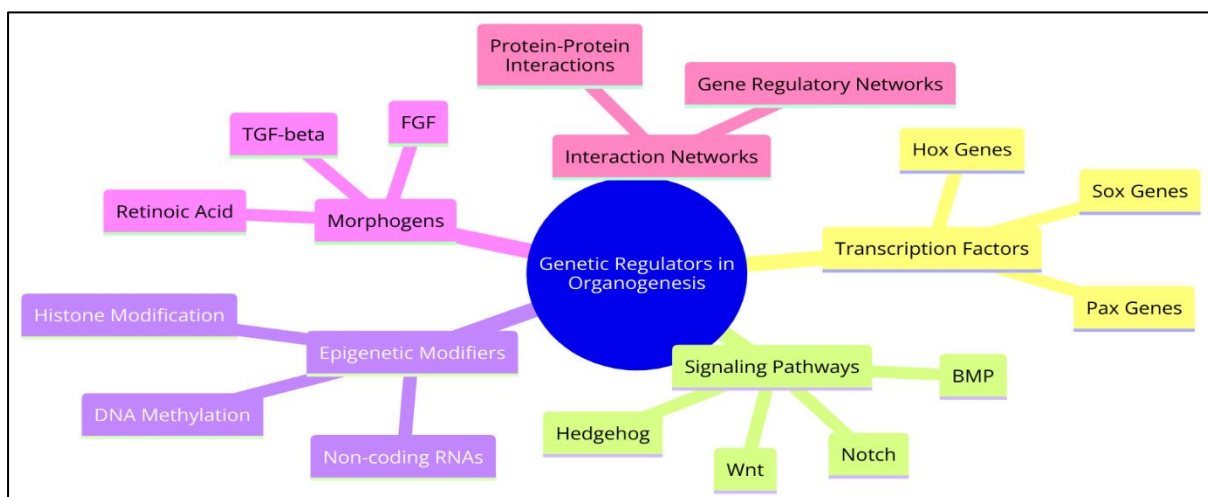 Protein-Protein
Interactions
Gene Regulatory Networks
TGF-beta
FGF
Hox Genes
Interaction Networks
Sox Genes
Retinoic Acid
Morphogens
Transcription Factors
Genetic Regulators in
Organogenesis
Histone Modification
Pax Genes
Epigenetic Modifiers
Signaling Pathways
BMP
DNA Methylation
Hedgehog
Non-coding RNAs
Wnt
Notch